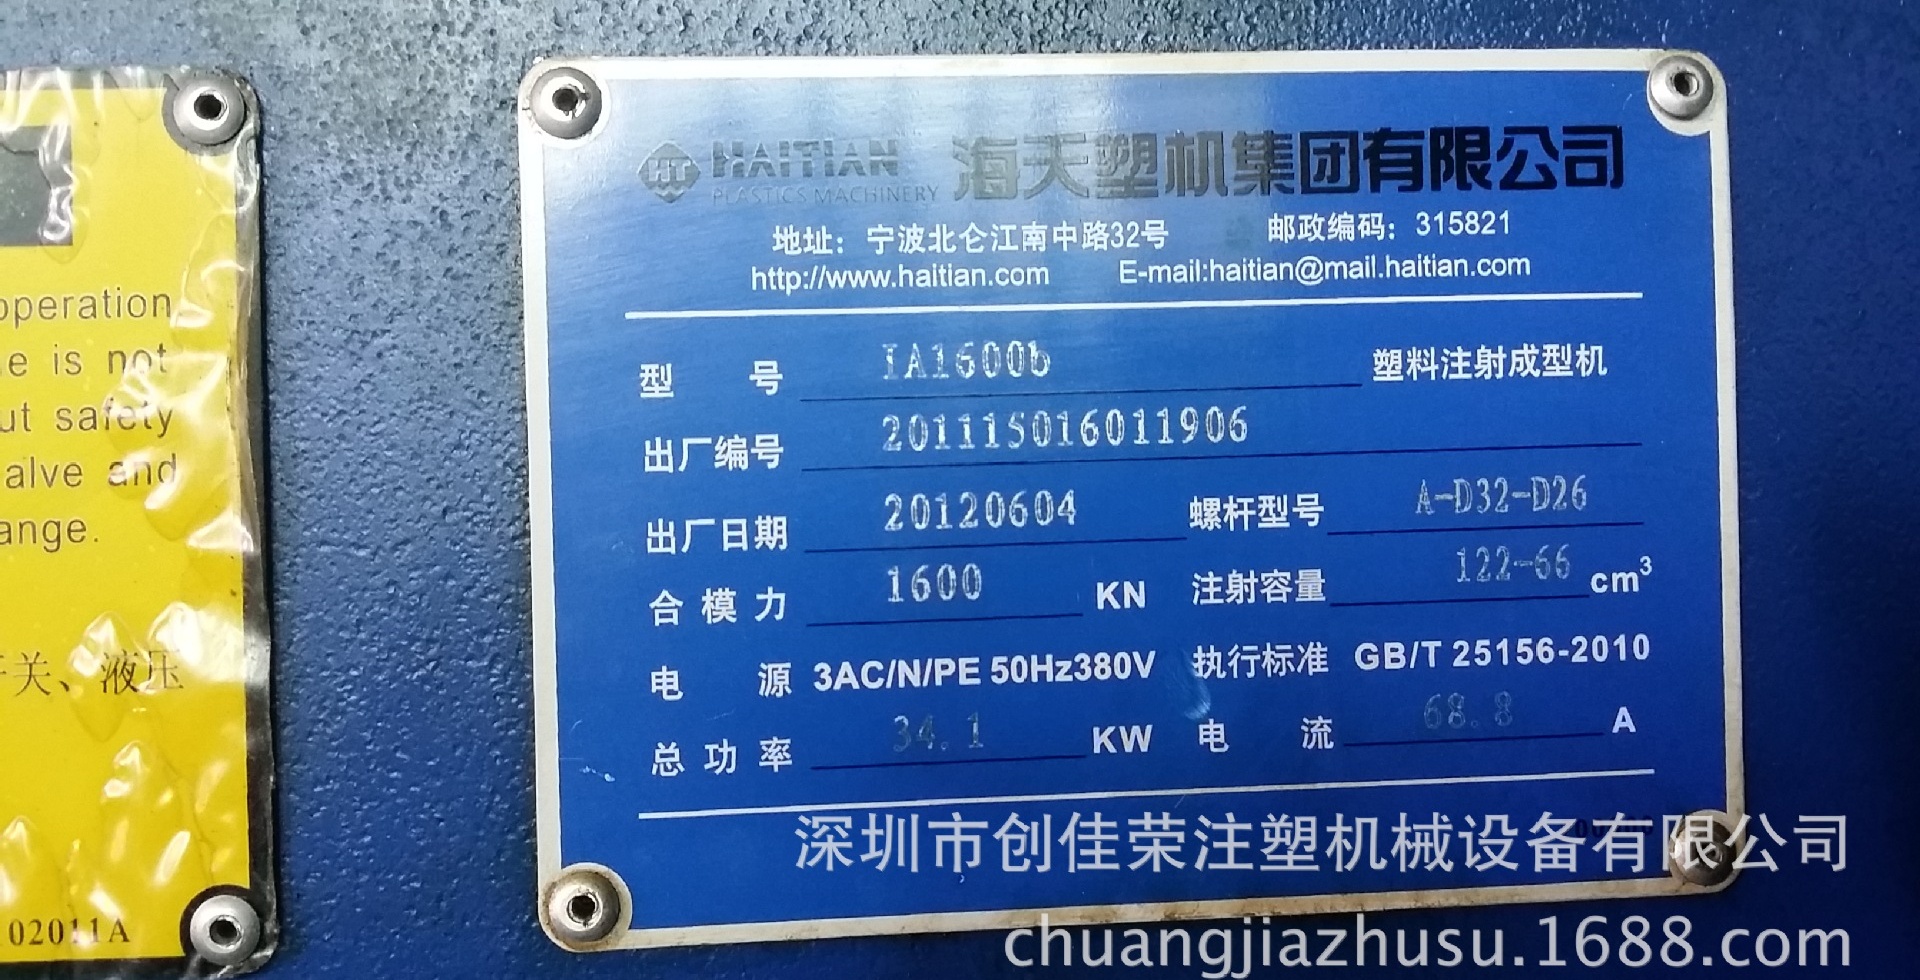 operation
e is not
ut safety
alve and
ange.
关、液压
02011A
HT HAITIAN 海天塑机集团有限公司
PLASTICS MACHINERY
地址：宁波北仑江南中路32号 邮政编码：315821
http://www.haitian.com E-mail:haitian@mail.haitian.com
型号 IA1600b 塑料注射成型机
出厂编号 201115016011906
出厂日期 20120604 螺杆型号 A-D32-D26
合模力 1600 KN 注射容量 122-66 cm³
电源 3AC/N/PE 50Hz380V 执行标准 GB/T 25156-2010
总功率 34.1 KW 电流 68.8 A
深圳市创佳荣注塑机械设备有限公司
chuangjiazhusu.1688.com